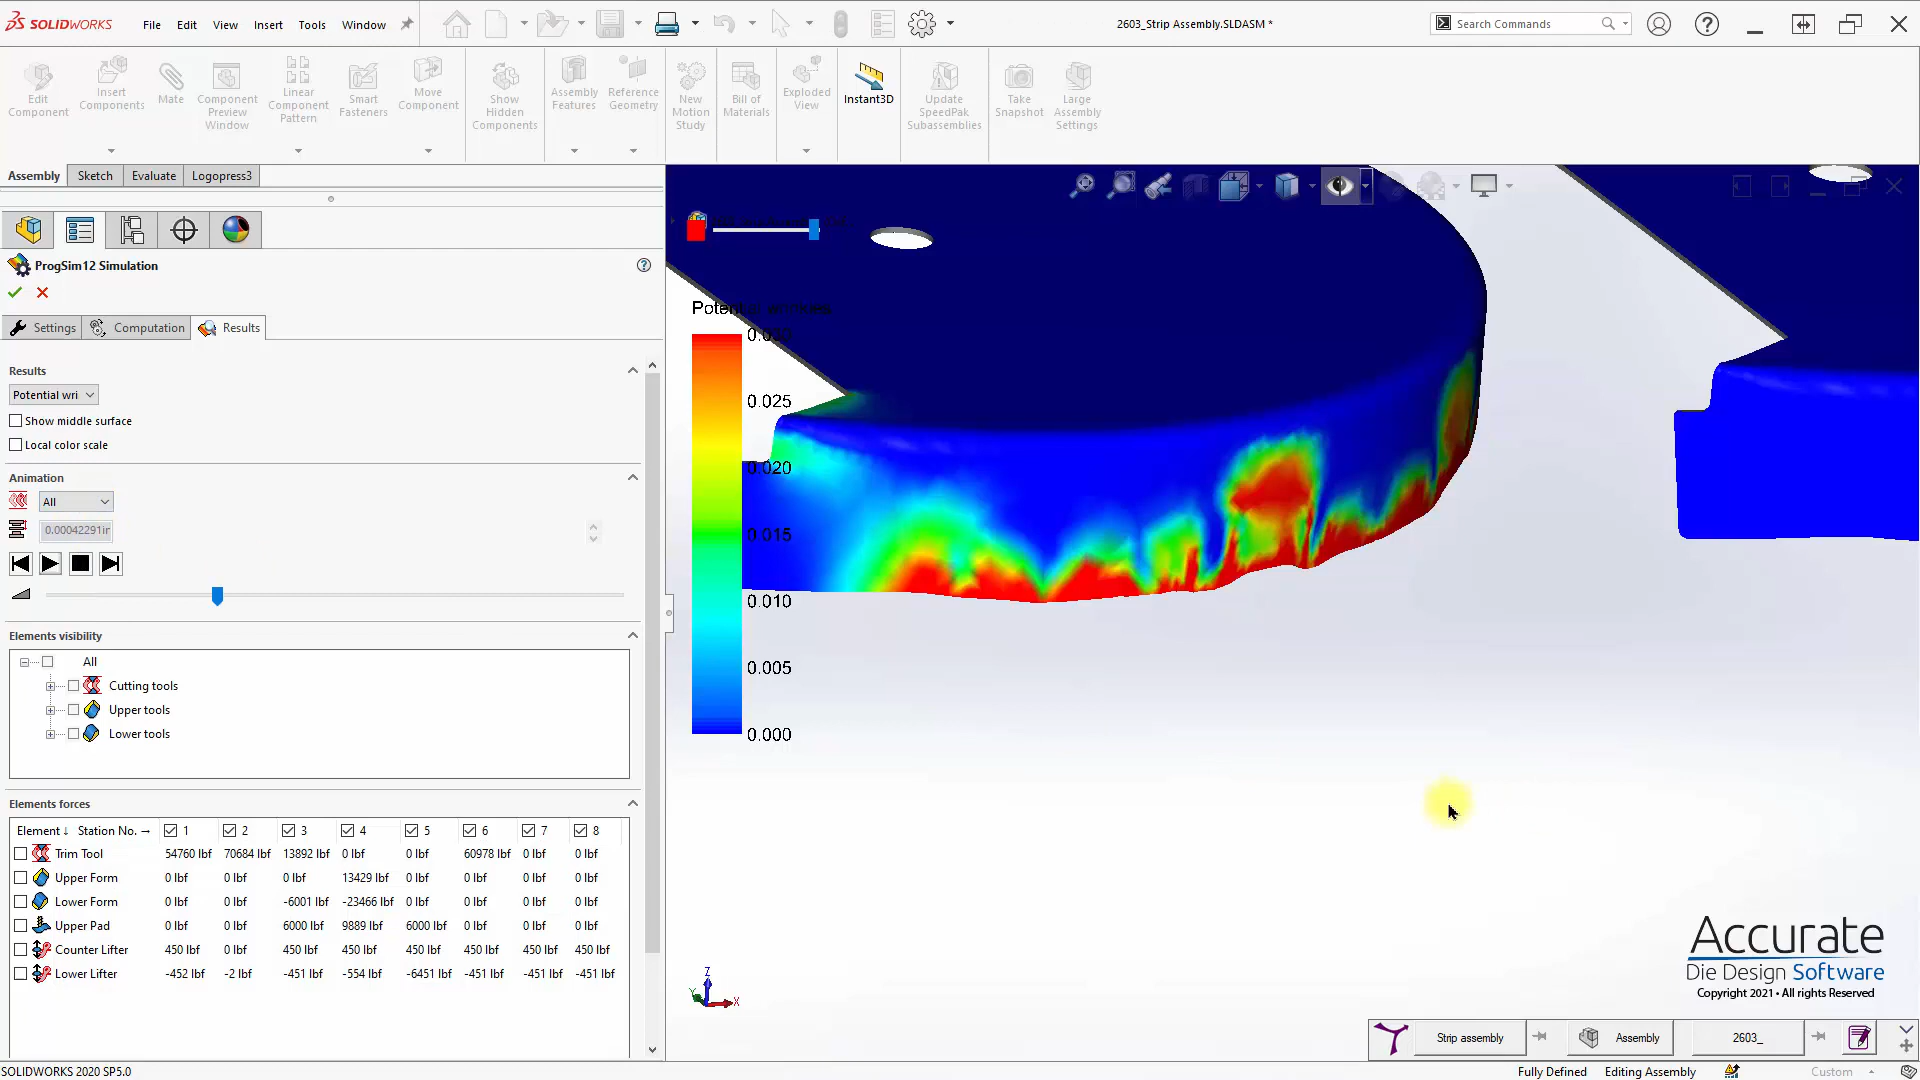 SOLIDWORKS
File Edit View Insert Tools Window
2603_Strip Assembly.SLDASM *
Search Commands
Edit Component
Insert Components
Mate
Component Preview Window
Linear Component Pattern
Smart Fasteners
Move Component
Show Hidden Components
Assembly Features
Reference Geometry
New Motion Study
Bill of Materials
Exploded View
Instant3D
Update SpeedPak Subassemblies
Take Snapshot
Large Assembly Settings
Assembly Sketch Evaluate Logopress3
ProgSim12 Simulation
Settings Computation Results
Results
Potential wri
Show middle surface
Local color scale
Animation
All
0.00042291in
Elements visibility
All
Cutting tools
Upper tools
Lower tools
Elements forces
Element↓ Station No. → 1 2 3 4 5 6 7 8
Trim Tool 54760 lbf 70684 lbf 13892 lbf 0 lbf 0 lbf 60978 lbf 0 lbf 0 lbf
Upper Form 0 lbf 0 lbf 0 lbf 13429 lbf 0 lbf 0 lbf 0 lbf 0 lbf
Lower Form 0 lbf 0 lbf -6001 lbf -23466 lbf 0 lbf 0 lbf 0 lbf 0 lbf
Upper Pad 0 lbf 0 lbf 6000 lbf 9889 lbf 6000 lbf 0 lbf 0 lbf 0 lbf
Counter Lifter 450 lbf 0 lbf 450 lbf 450 lbf 450 lbf 450 lbf 450 lbf 450 lbf
Lower Lifter -452 lbf -2 lbf -451 lbf -554 lbf -6451 lbf -451 lbf -451 lbf -451 lbf
Potential wrinkles
0.030
0.025
0.020
0.015
0.010
0.005
0.000
Z
Y
X
Accurate
Die Design Software
Copyright 2021 • All rights Reserved
Strip assembly Assembly 2603_
SOLIDWORKS 2020 SP5.0
Fully Defined Editing Assembly Custom